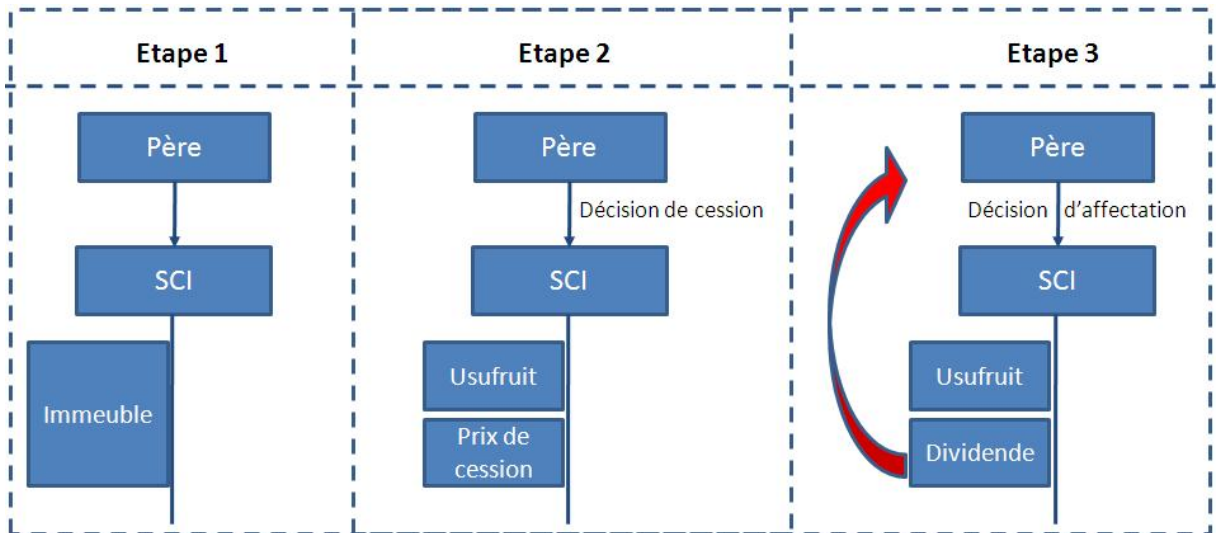 Etape 1
Père
SCI
Immeuble
Etape 2
Père
Décision de cession
SCI
Usufruit
Prix de
cession
Etape 3
Père
Décision d'affectation
SCI
Usufruit
Dividende